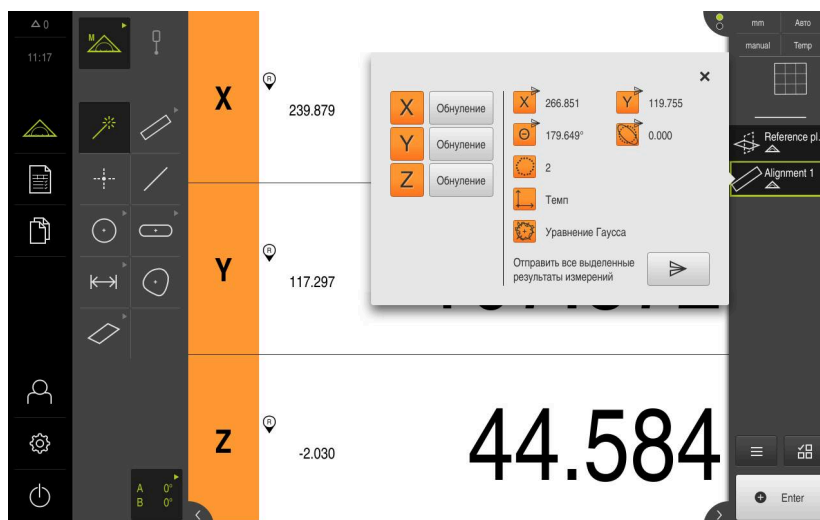 0
11:17
M
A 0°
B 0°
X
R
239.879
Y
R
117.297
Z
R
-2.030
44.584
X Обнуление
Y Обнуление
Z Обнуление
X 266.851 Y 119.755
Θ 179.649° 0.000
2
Темп
Уравнение Гаусса
Отправить все выделенные
результаты измерений
mm Авто
manual Temp
Reference pl.
Alignment 1
Enter